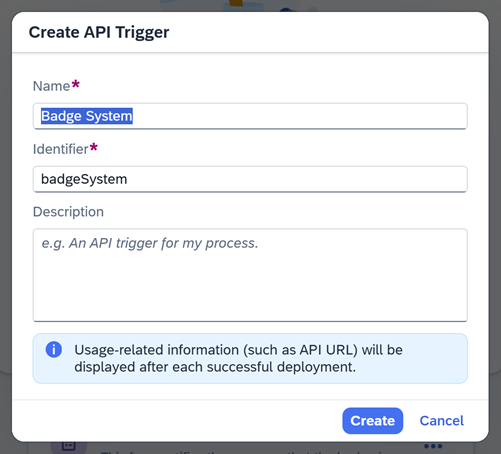 Create API Trigger
Name*
Badge System
Identifier*
badgeSystem
Description
e.g. An API trigger for my process.
Usage-related information (such as API URL) will be
displayed after each successful deployment.
Create
Cancel